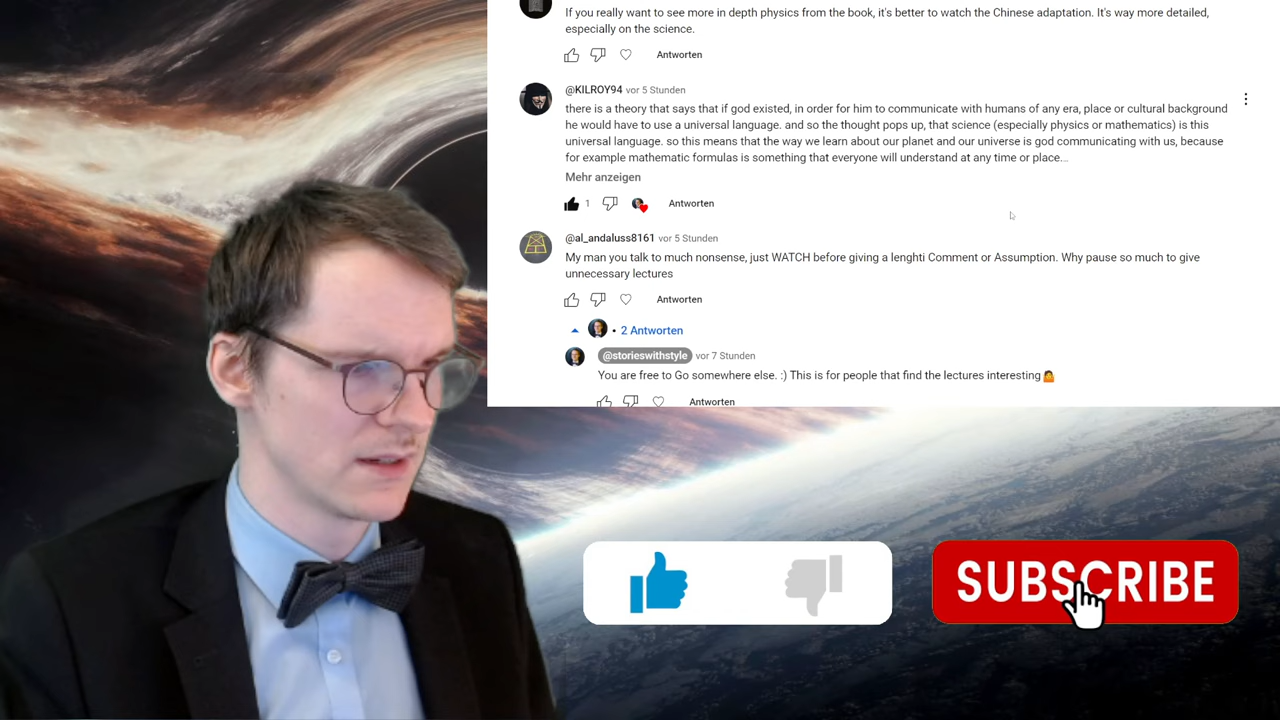 If you really want to see more in depth physics from the book, it's better to watch the Chinese adaptation. It's way more detailed,
especially on the science.
Antworten
@KILROY94 vor 5 Stunden
there is a theory that says that if god existed, in order for him to communicate with humans of any era, place or cultural background
he would have to use a universal language. and so the thought pops up, that science (especially physics or mathematics) is this
universal language. so this means that the way we learn about our planet and our universe is god communicating with us, because
for example mathematic formulas is something that everyone will understand at any time or place...
Mehr anzeigen
1 Antworten
@al_andaluss8161 vor 5 Stunden
My man you talk to much nonsense, just WATCH before giving a lenghti Comment or Assumption. Why pause so much to give
unnecessary lectures
Antworten
• 2 Antworten
@storieswithstyle vor 7 Stunden
You are free to Go somewhere else. :) This is for people that find the lectures interesting🤷
Antworten
SUBSCRIBE